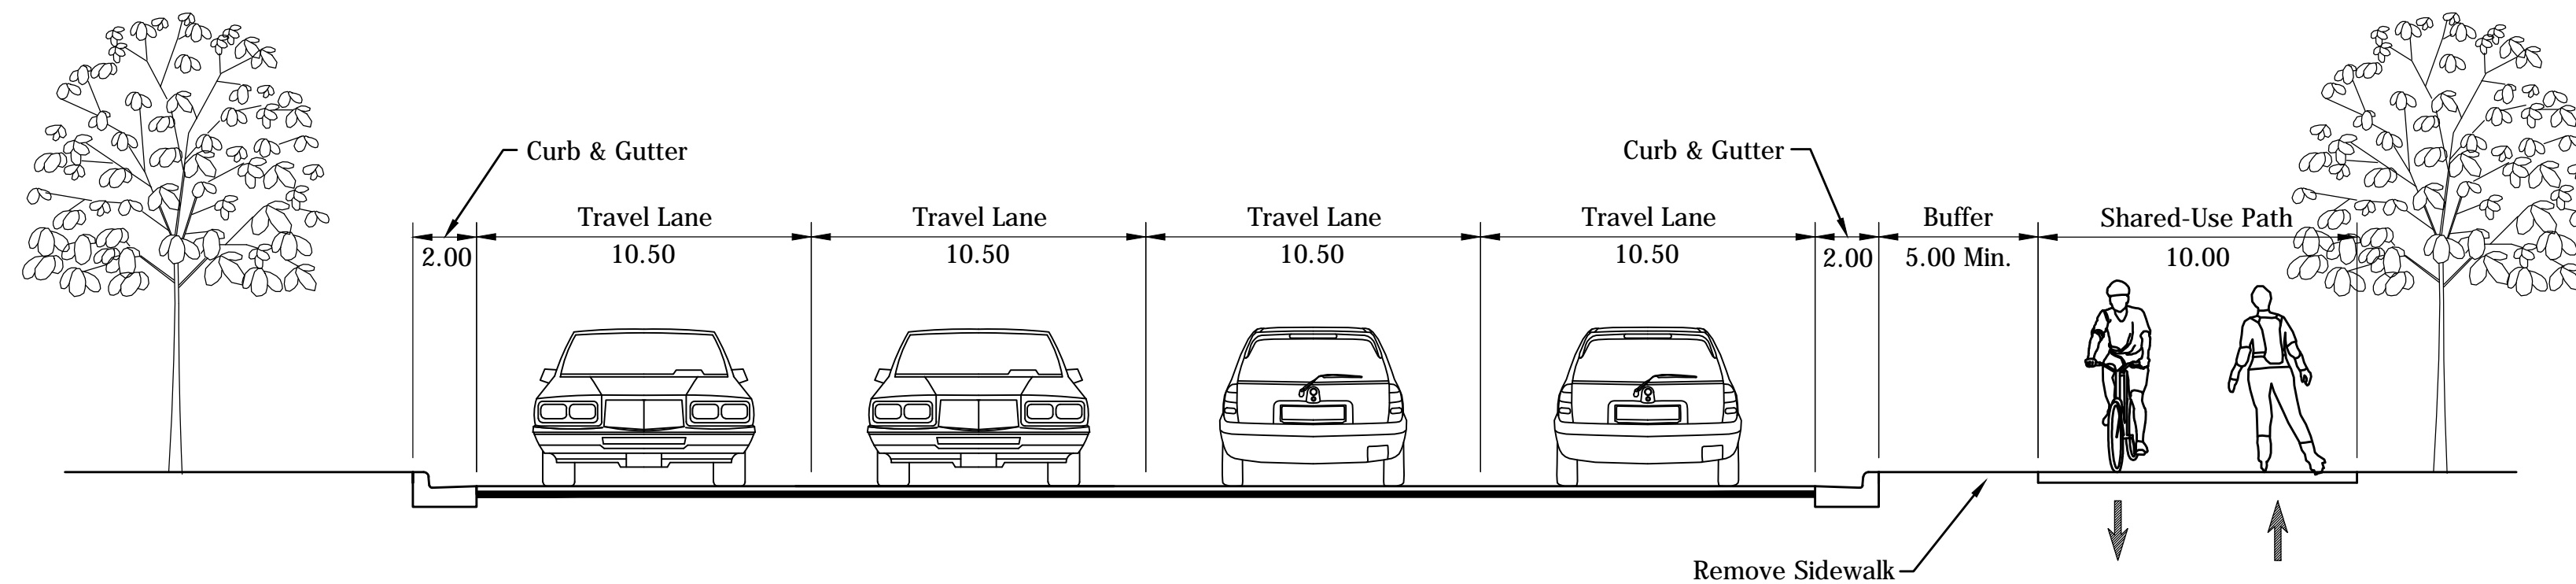 Curb & Gutter
Curb & Gutter
Travel Lane
Travel Lane
Travel Lane
Travel Lane
Buffer
Shared-Use Path
2.00
10.50
10.50
10.50
10.50
2.00
5.00 Min.
10.00
Remove Sidewalk